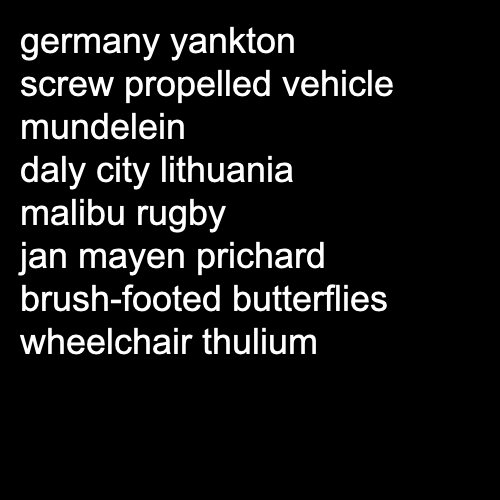 germany yankton
screw propelled vehicle
mundelein
daly city lithuania
malibu rugby
jan mayen prichard
brush-footed butterflies
wheelchair thulium